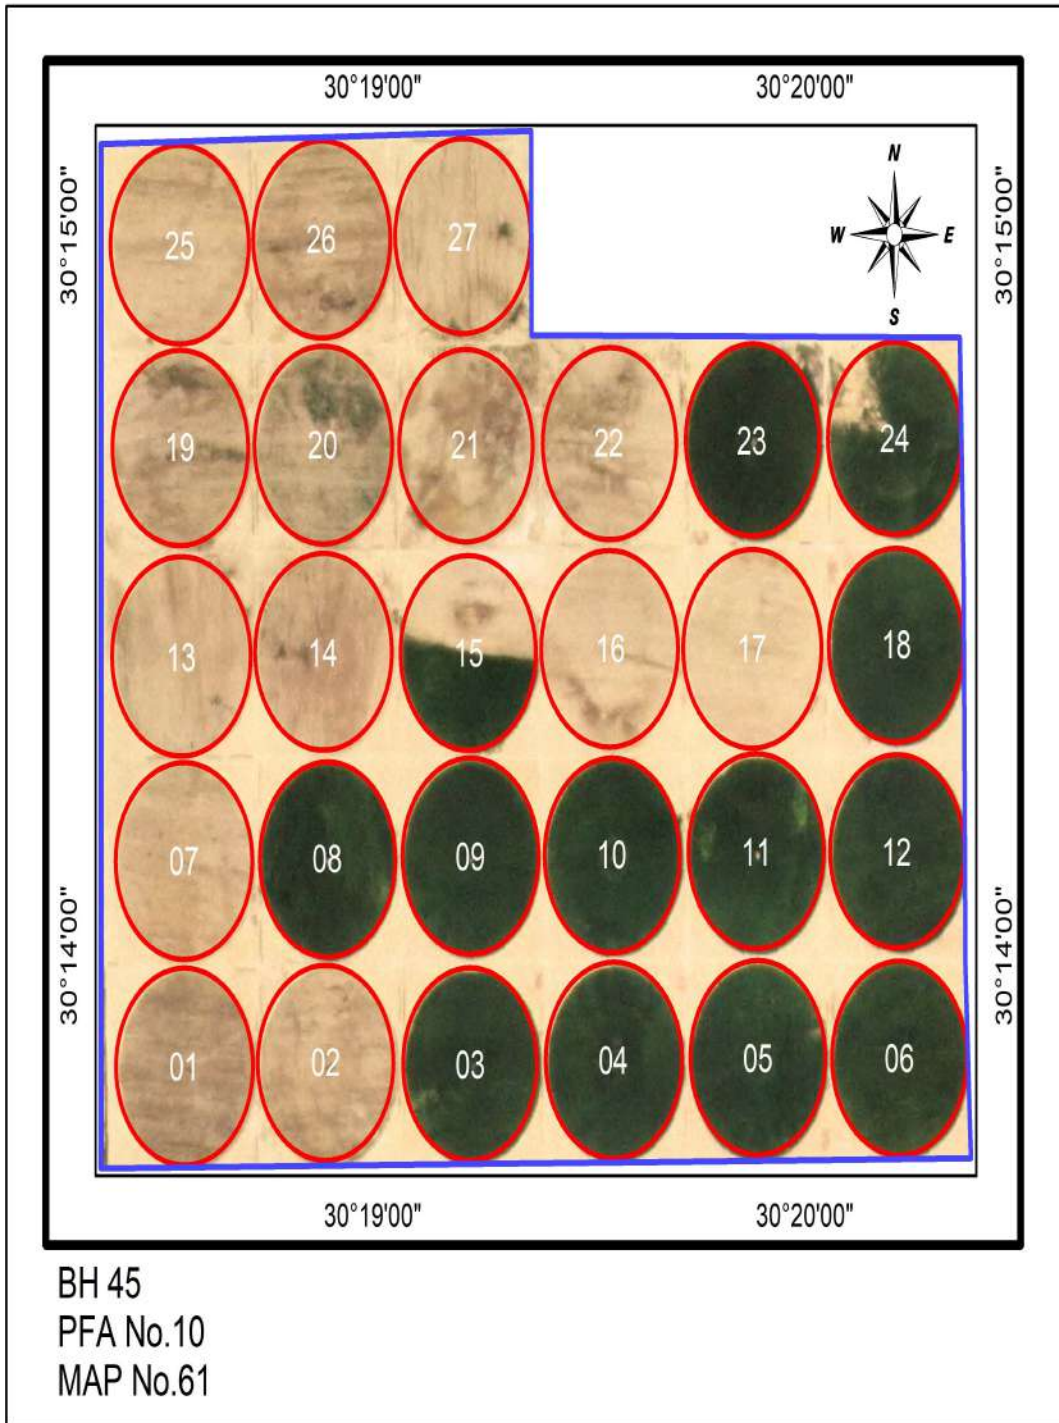 30°19'00" 30°20'00"
N
30°15'00" W E 30°15'00"
S
25 26 27
19 20 21 22 23 24
13 14 15 16 17 18
07 08 09 10 11 12
30°14'00" 30°14'00"
01 02 03 04 05 06
30°19'00" 30°20'00"
BH 45
PFA No.10
MAP No.61